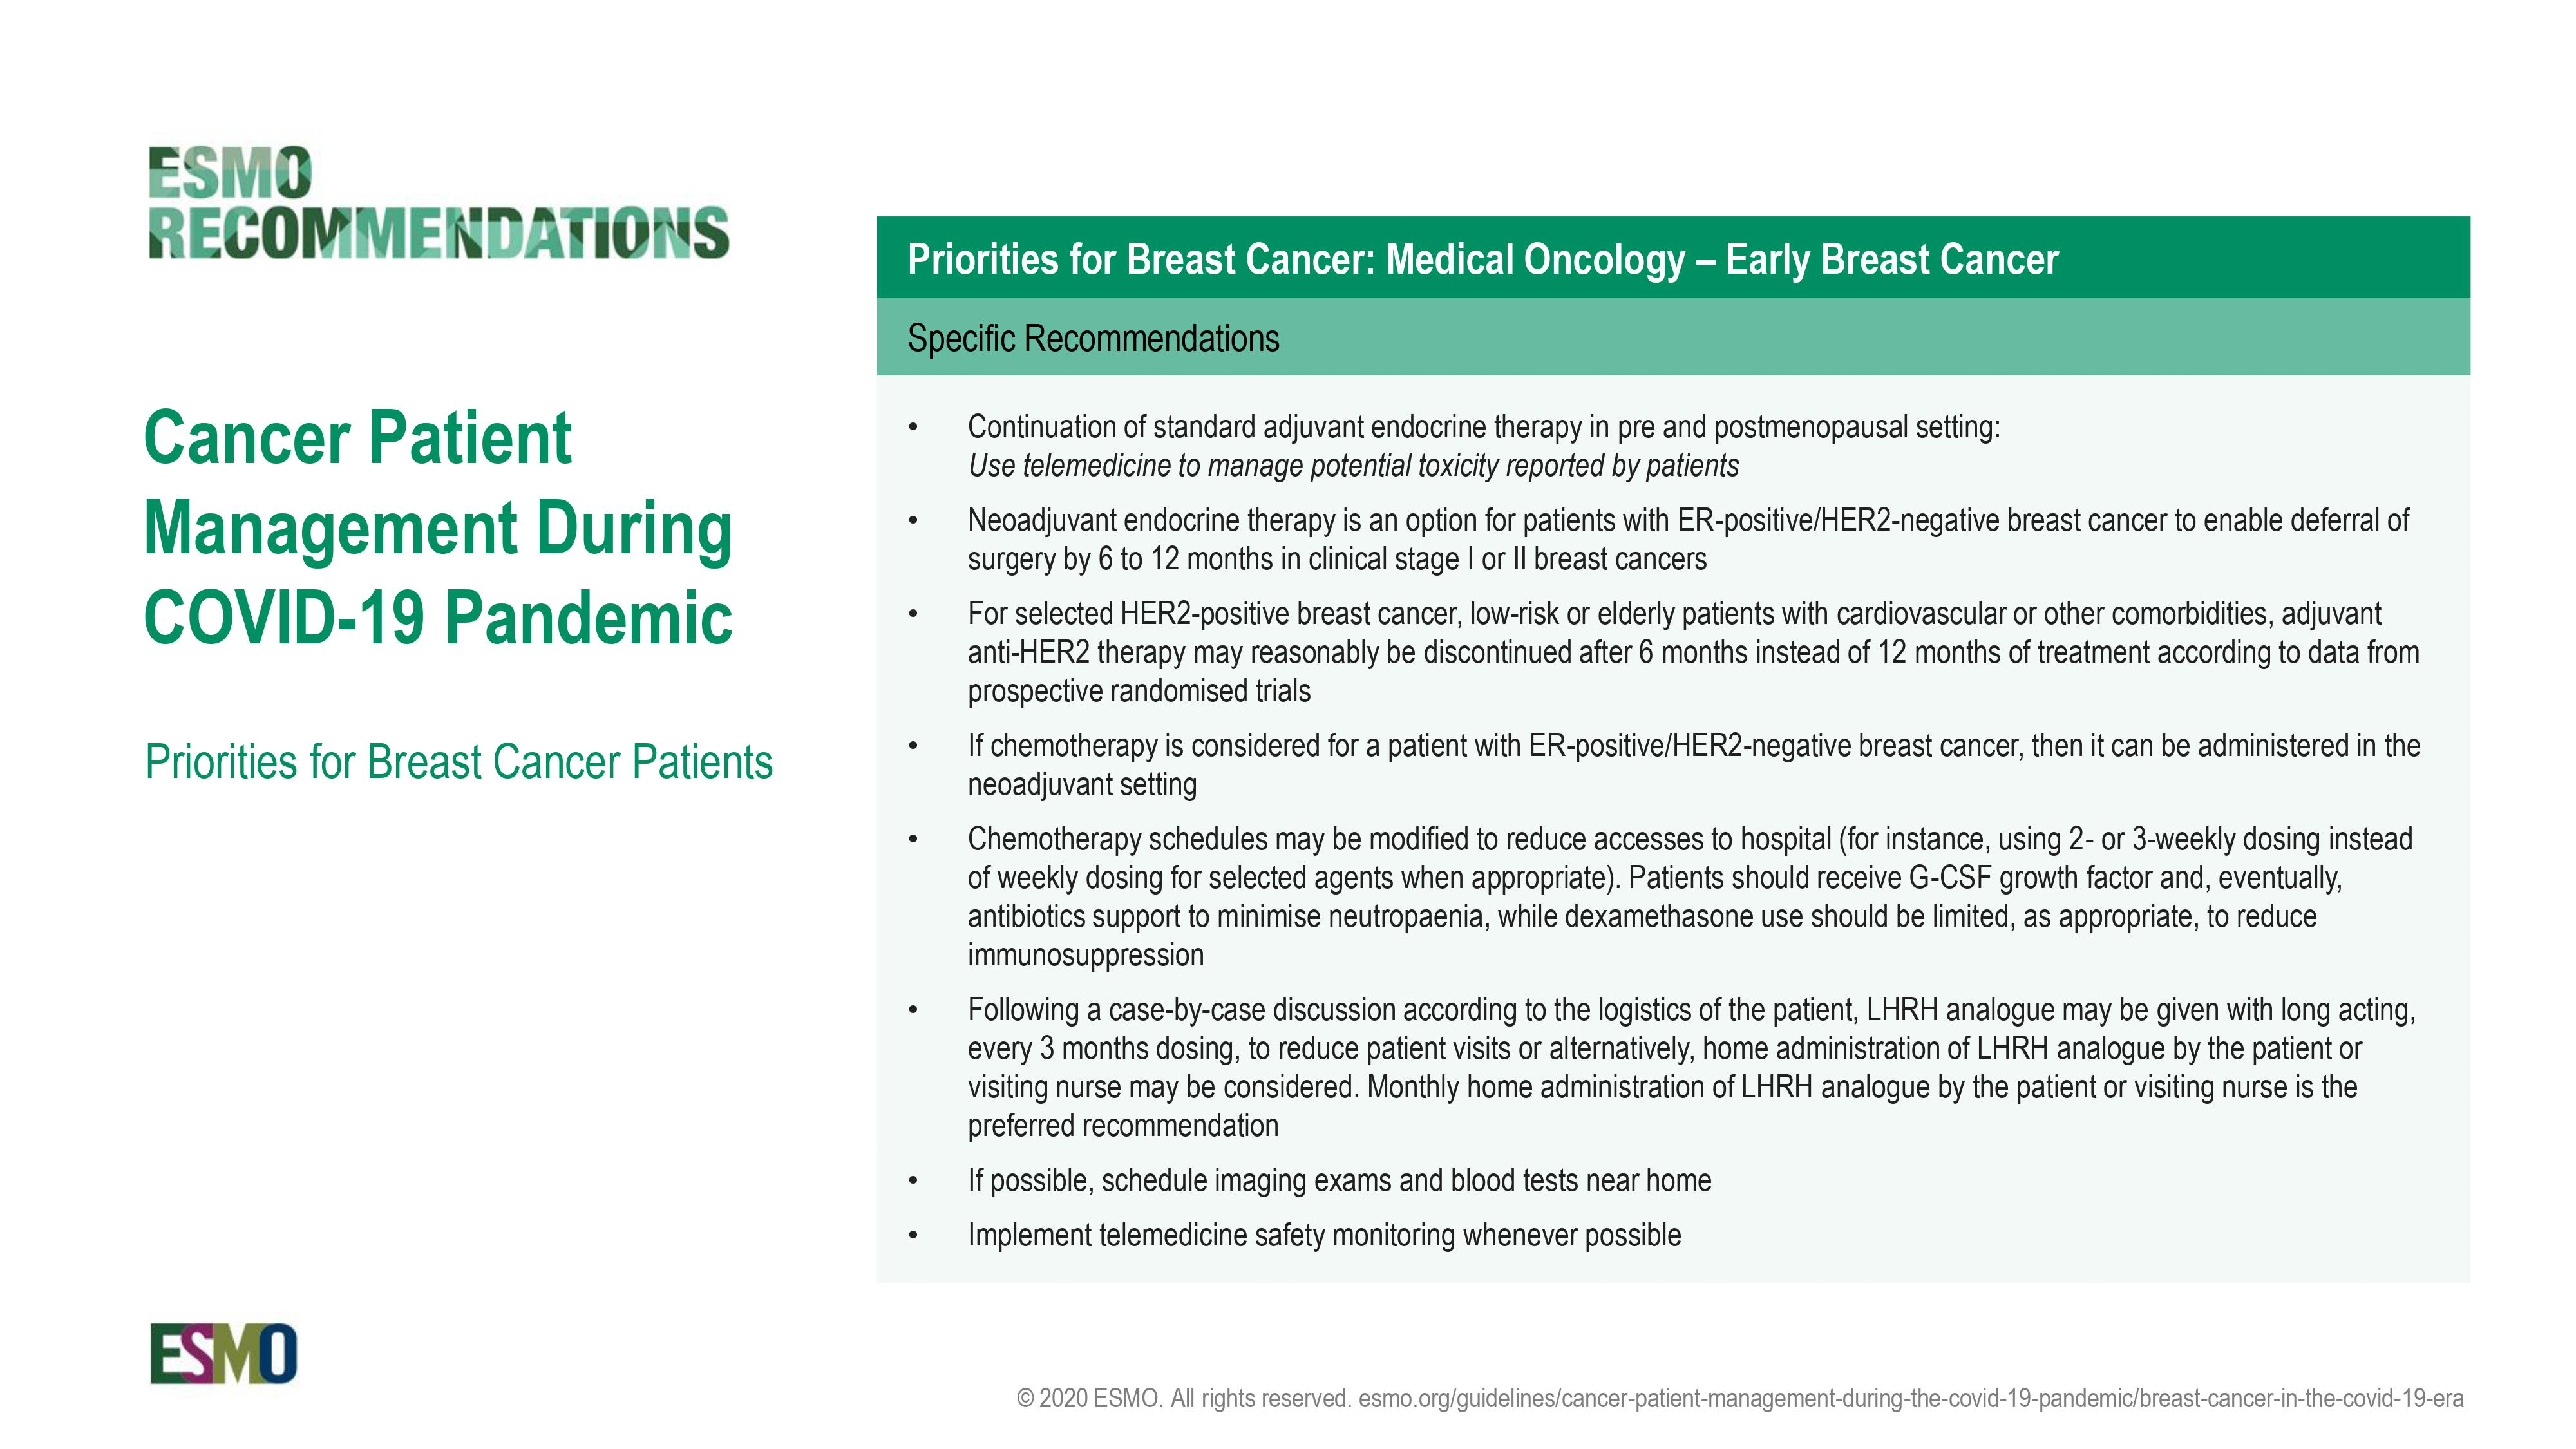 ESMO
RECOMMENDATIONS
Cancer Patient
Management During
COVID-19 Pandemic
Priorities for Breast Cancer Patients
Priorities for Breast Cancer: Medical Oncology – Early Breast Cancer
Specific Recommendations
• Continuation of standard adjuvant endocrine therapy in pre and postmenopausal setting:
Use telemedicine to manage potential toxicity reported by patients
• Neoadjuvant endocrine therapy is an option for patients with ER-positive/HER2-negative breast cancer to enable deferral of
surgery by 6 to 12 months in clinical stage I or II breast cancers
• For selected HER2-positive breast cancer, low-risk or elderly patients with cardiovascular or other comorbidities, adjuvant
anti-HER2 therapy may reasonably be discontinued after 6 months instead of 12 months of treatment according to data from
prospective randomised trials
• If chemotherapy is considered for a patient with ER-positive/HER2-negative breast cancer, then it can be administered in the
neoadjuvant setting
• Chemotherapy schedules may be modified to reduce accesses to hospital (for instance, using 2- or 3-weekly dosing instead
of weekly dosing for selected agents when appropriate). Patients should receive G-CSF growth factor and, eventually,
antibiotics support to minimise neutropaenia, while dexamethasone use should be limited, as appropriate, to reduce
immunosuppression
• Following a case-by-case discussion according to the logistics of the patient, LHRH analogue may be given with long acting,
every 3 months dosing, to reduce patient visits or alternatively, home administration of LHRH analogue by the patient or
visiting nurse may be considered. Monthly home administration of LHRH analogue by the patient or visiting nurse is the
preferred recommendation
• If possible, schedule imaging exams and blood tests near home
• Implement telemedicine safety monitoring whenever possible
ESMO
© 2020 ESMO. All rights reserved. esmo.org/guidelines/cancer-patient-management-during-the-covid-19-pandemic/breast-cancer-in-the-covid-19-era